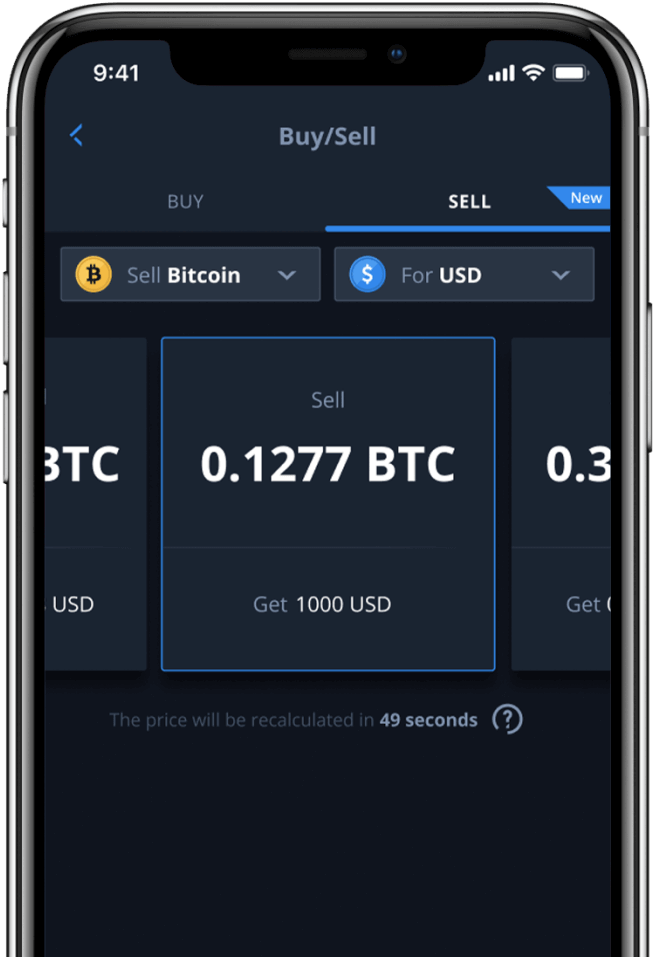 9:41
Buy/Sell
BUY SELL New
Sell Bitcoin For USD
Sell
BTC 0.1277 BTC 0.3
USD Get 1000 USD Get
The price will be recalculated in 49 seconds ?